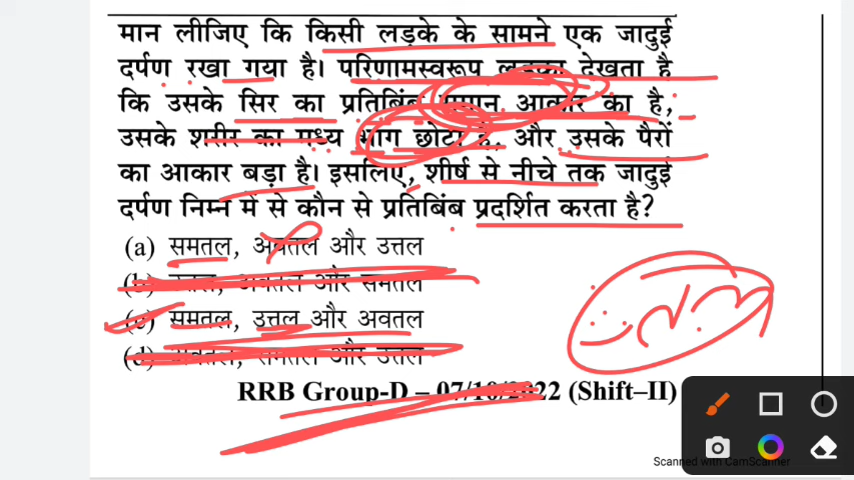 मान लीजिए कि किसी लड़के के सामने एक जादुई
दर्पण रखा गया है। परिणामस्वरूप लड़का देखता है
कि उसके सिर का प्रतिबिंब समान आकार का है,
उसके शरीर का मध्य भाग छोटा है, और उसके पैरों
का आकार बड़ा है। इसलिए, शीर्ष से नीचे तक जादुई
दर्पण निम्न में से कौन से प्रतिबिंब प्रदर्शित करता है?
(a) समतल, अवतल और उत्तल
(b) उत्तल, अवतल और समतल
(c) समतल, उत्तल और अवतल
(d) अवतल, समतल और उत्तल
RRB Group-D – 07/10/2022 (Shift–II)
Scanned with CamScanner